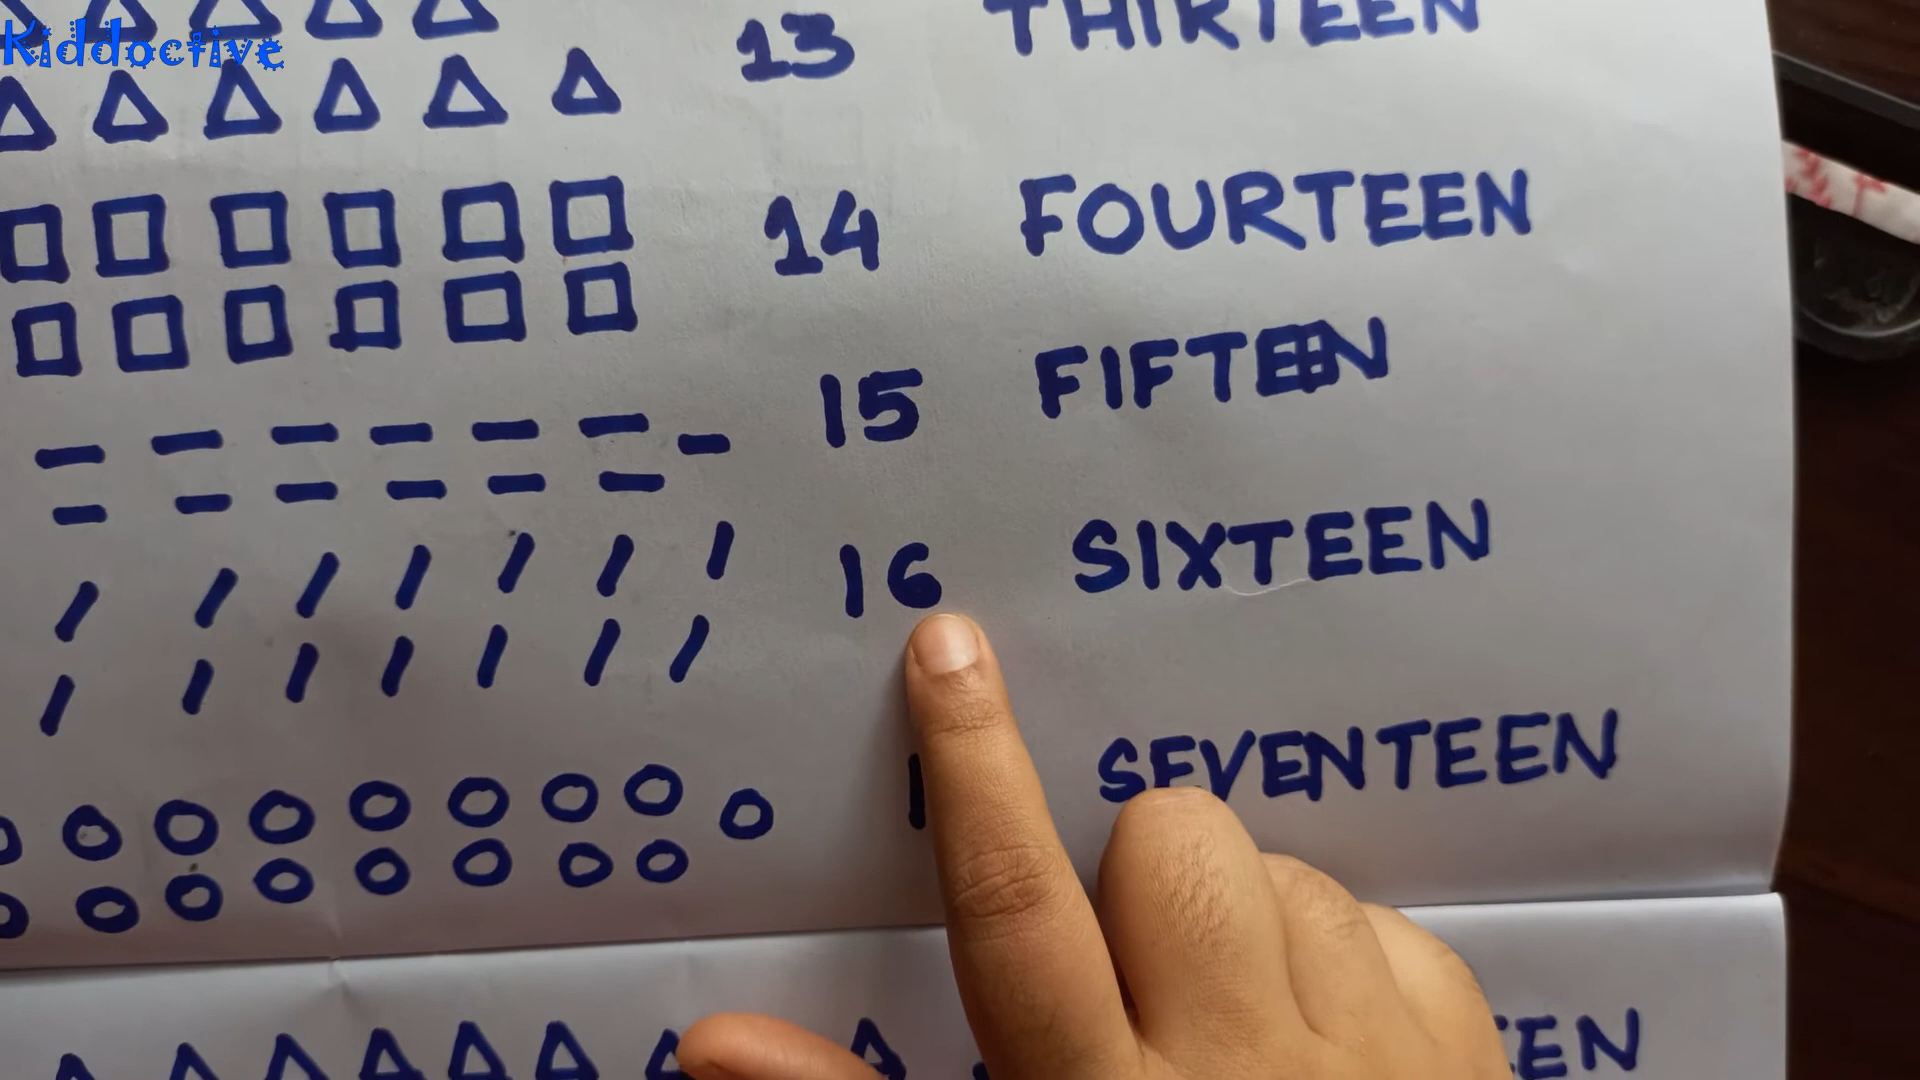 Kiddoctive
13 THIRTEEN
14 FOURTEEN
15 FIFTEEN
16 SIXTEEN
SEVENTEEN